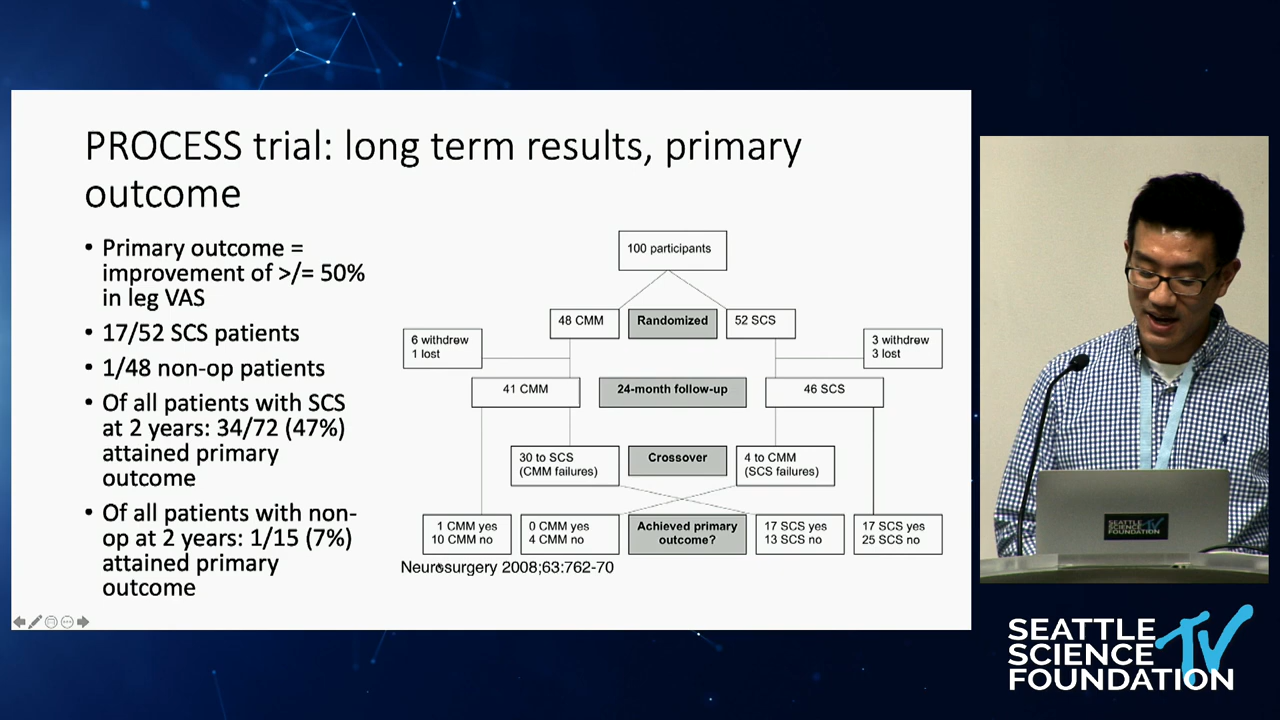 PROCESS trial: long term results, primary
outcome
• Primary outcome =
improvement of >/= 50%
in leg VAS
• 17/52 SCS patients
• 1/48 non-op patients
• Of all patients with SCS
at 2 years: 34/72 (47%)
attained primary
outcome
• Of all patients with non-
op at 2 years: 1/15 (7%)
attained primary
outcome
100 participants
48 CMM
Randomized
52 SCS
6 withdrew
1 lost
3 withdrew
3 lost
41 CMM
24-month follow-up
46 SCS
30 to SCS
(CMM failures)
Crossover
4 to CMM
(SCS failures)
1 CMM yes
10 CMM no
0 CMM yes
4 CMM no
Achieved primary
outcome?
17 SCS yes
13 SCS no
17 SCS yes
25 SCS no
Neurosurgery 2008;63:762-70
SEATTLE
SCIENCE
FOUNDATION
TV
SEATTLE
SCIENCE
FOUNDATION
TV